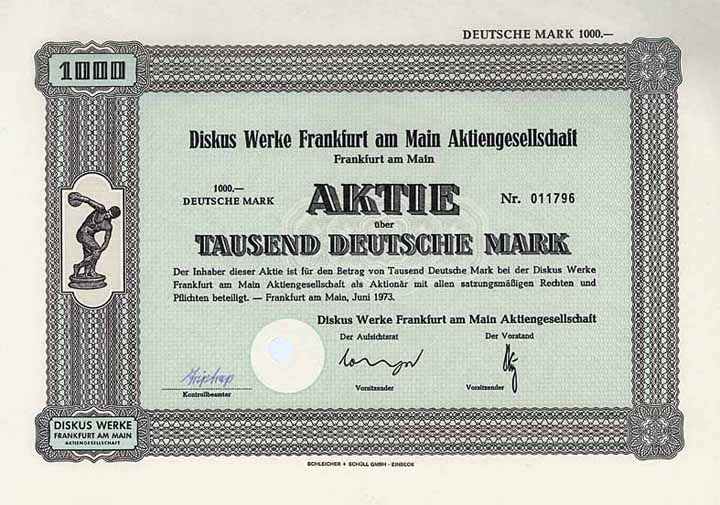 DEUTSCHE MARK 1000.—
1000
Diskus Werke Frankfurt am Main Aktiengesellschaft
Frankfurt am Main
1000.—
DEUTSCHE MARK
AKTIE
Nr. 011796
über
TAUSEND DEUTSCHE MARK
Der Inhaber dieser Aktie ist für den Betrag von Tausend Deutsche Mark bei der Diskus Werke
Frankfurt am Main Aktiengesellschaft als Aktionär mit allen satzungsmäßigen Rechten und
Pflichten beteiligt. — Frankfurt am Main, Juni 1973.
Diskus Werke Frankfurt am Main Aktiengesellschaft
Der Aufsichtsrat
Der Vorstand
Kontrollbeamter
Vorsitzender
Vorsitzender
DISKUS WERKE
FRANKFURT AM MAIN
AKTIENGESELLSCHAFT
SCHLEICHER + SCHÜLL GMBH - EINBECK